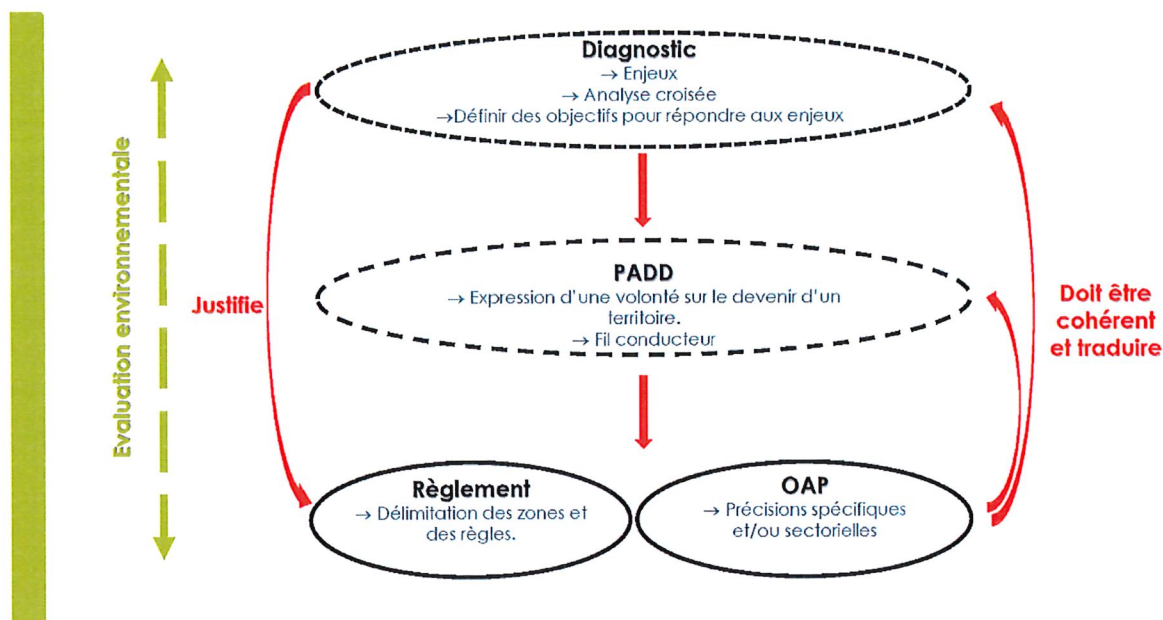 Diagnostic
→ Enjeux
→ Analyse croisée
→Définir des objectifs pour répondre aux enjeux
Evaluation environnementale
Justifie
PADD
→ Expression d'une volonté sur le devenir d'un
territoire.
→ Fil conducteur
Doit être
cohérent
et traduire
Règlement
→ Délimitation des zones et
des règles.
OAP
→ Précisions spécifiques
et/ou sectorielles